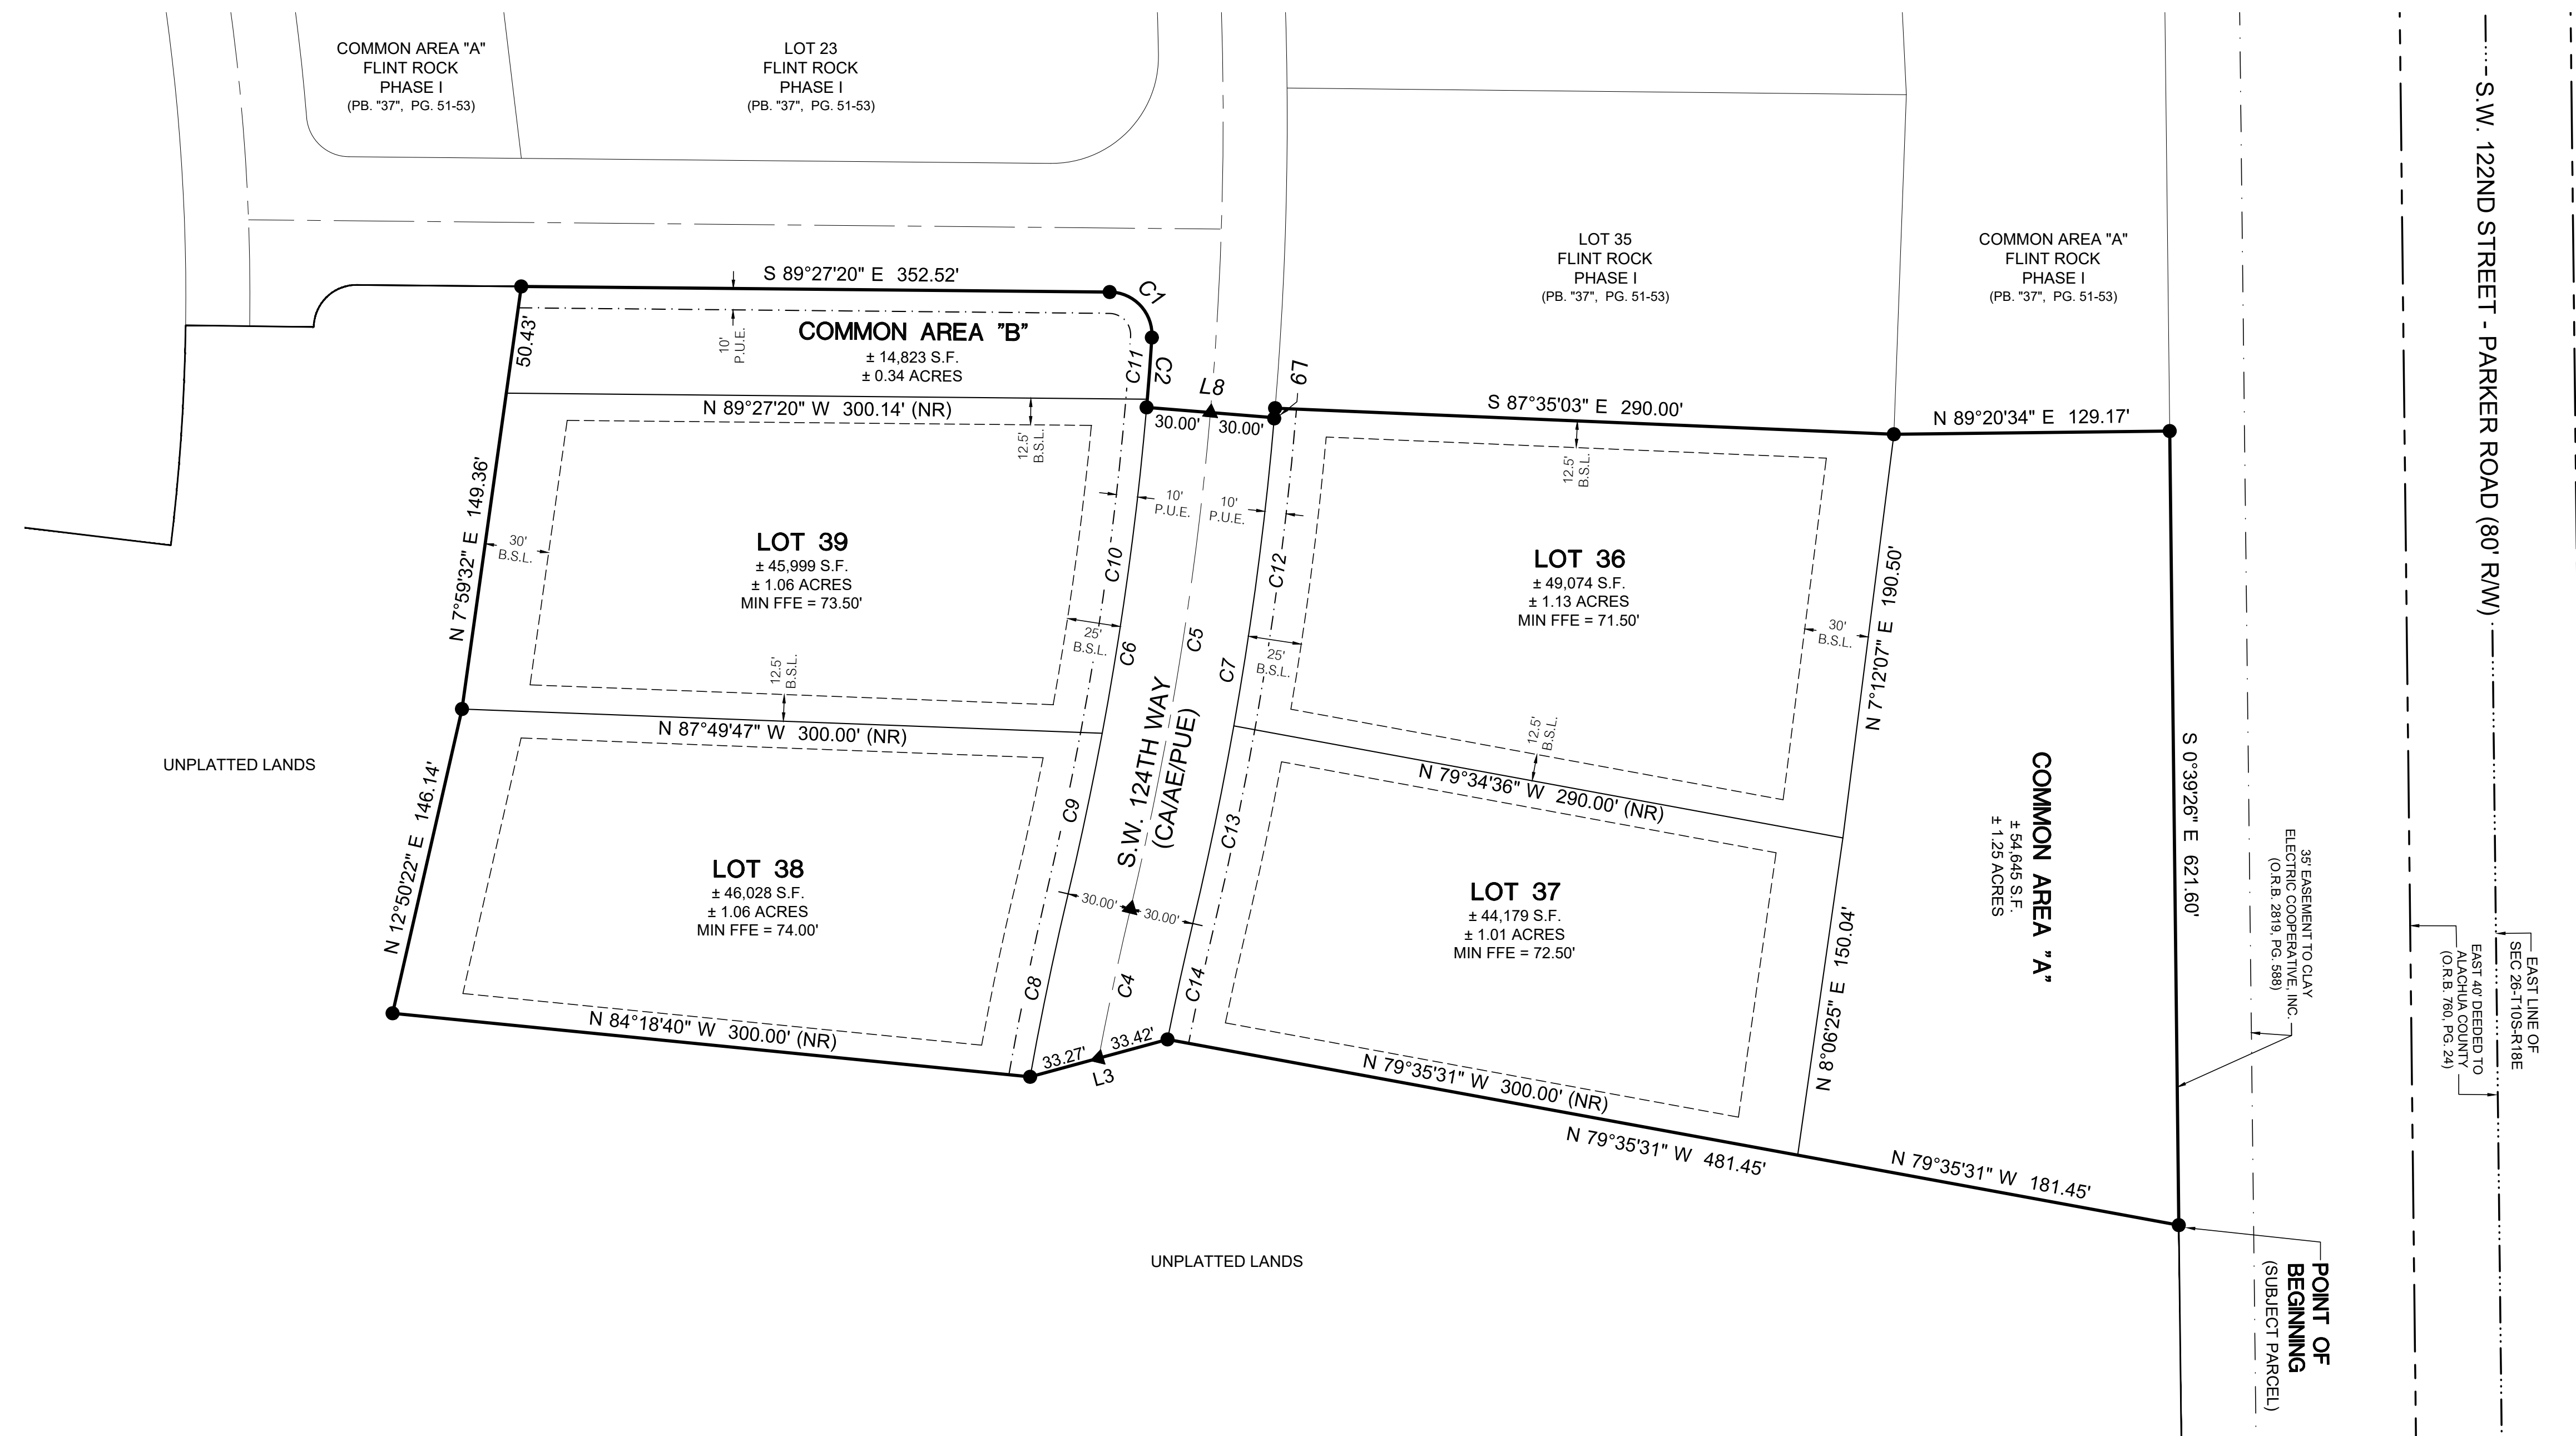 COMMON AREA "A"
FLINT ROCK
PHASE I
(PB. "37", PG. 51-53)
LOT 23
FLINT ROCK
PHASE I
(PB. "37", PG. 51-53)
LOT 35
FLINT ROCK
PHASE I
(PB. "37", PG. 51-53)
COMMON AREA "A"
FLINT ROCK
PHASE I
(PB. "37", PG. 51-53)
S.W. 122ND STREET - PARKER ROAD (80' R/W)
S 89°27'20" E 352.52'
C1
50.43'
10'
P.U.E.
COMMON AREA "B"
± 14,823 S.F.
± 0.34 ACRES
C11
C2
L8
L9
30.00'
30.00'
N 89°27'20" W 300.14' (NR)
12.5'
B.S.L.
S 87°35'03" E 290.00'
12.5'
B.S.L.
N 89°20'34" E 129.17'
N 7°59'32" E 149.36'
30'
B.S.L.
LOT 39
± 45,999 S.F.
± 1.06 ACRES
MIN FFE = 73.50'
10'
P.U.E.
10'
P.U.E.
C10
C12
25'
B.S.L.
C6
C5
C7
25'
B.S.L.
LOT 36
± 49,074 S.F.
± 1.13 ACRES
MIN FFE = 71.50'
30'
B.S.L.
N 7°12'07" E 190.50'
12.5'
B.S.L.
N 87°49'47" W 300.00' (NR)
12.5'
B.S.L.
N 79°34'36" W 290.00' (NR)
UNPLATTED LANDS
N 12°50'22" E 146.14'
LOT 38
± 46,028 S.F.
± 1.06 ACRES
MIN FFE = 74.00'
C9
S.W. 124TH WAY
(CA/AE/PUE)
C13
30.00'
30.00'
LOT 37
± 44,179 S.F.
± 1.01 ACRES
MIN FFE = 72.50'
COMMON AREA "A"
± 54,645 S.F.
± 1.25 ACRES
S 0°39'26" E 621.60'
35' EASEMENT TO CLAY
ELECTRIC COOPERATIVE, INC.
(O.R.B. 2819, PG. 588)
EAST LINE OF
SEC 26-T10S-R18E
EAST 40' DEEDED TO
ALACHUA COUNTY
(O.R.B. 760, PG. 24)
N 8°06'25" E 150.04'
C8
C4
C14
N 84°18'40" W 300.00' (NR)
33.27'
33.42'
L3
N 79°35'31" W 300.00' (NR)
N 79°35'31" W 481.45'
N 79°35'31" W 181.45'
UNPLATTED LANDS
POINT OF
BEGINNING
(SUBJECT PARCEL)